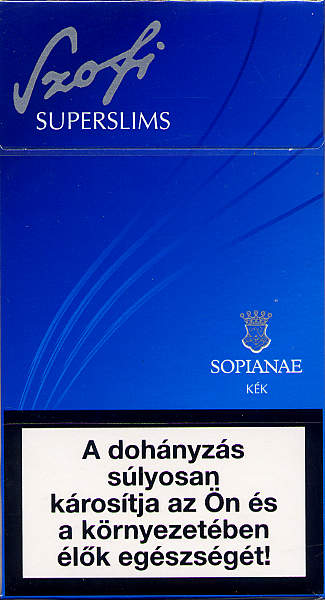 Szofi
SUPERSLIMS
SOPIANAE
KÉK
A dohányzás
súlyosan
károsítja az Ön és
a környezetében
élők egészségét!